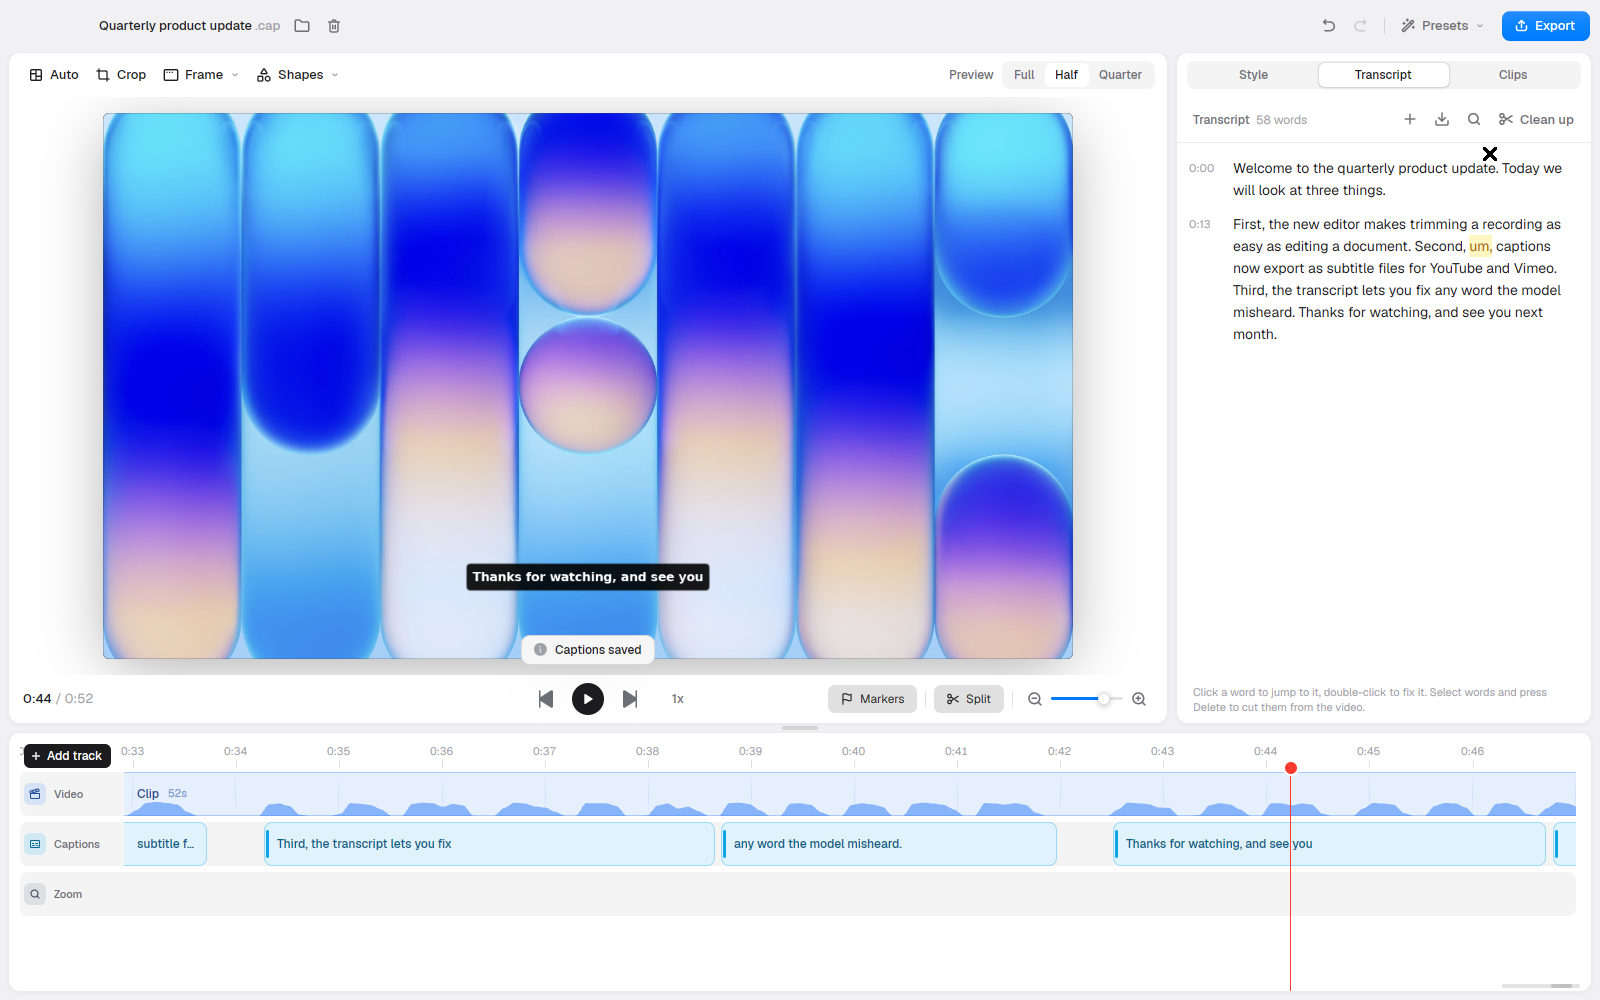 Quarterly product update .cap
Presets
Export
Auto
Crop
Frame
Shapes
Preview
Full
Half
Quarter
Style
Transcript
Clips
Transcript 58 words
Clean up
0:00
Welcome to the quarterly product update. Today we
will look at three things.
0:13
First, the new editor makes trimming a recording as
easy as editing a document. Second, um, captions
now export as subtitle files for YouTube and Vimeo.
Third, the transcript lets you fix any word the model
misheard. Thanks for watching, and see you next
month.
Thanks for watching, and see you
Captions saved
Click a word to jump to it, double-click to fix it. Select words and press
Delete to cut them from the video.
0:44 / 0:52
1x
Markers
Split
Add track
0:33
0:34
0:35
0:36
0:37
0:38
0:39
0:40
0:41
0:42
0:43
0:44
0:45
0:46
Video
Clip 52s
Captions
subtitle f...
Third, the transcript lets you fix
any word the model misheard.
Thanks for watching, and see you
Zoom